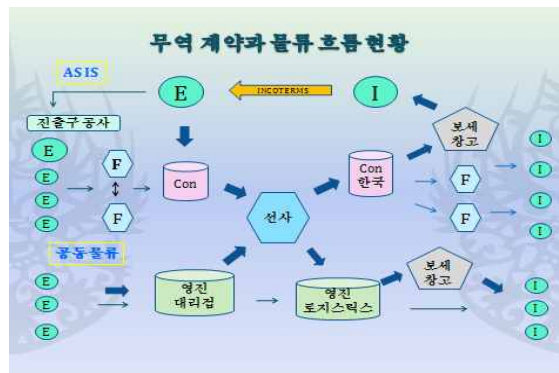 무역 계약과 물류 흐름 현황
ASIS
E
INCOTERMS
I
진출구공사
보세
창고
E
F
Con
Con
한국
I
E
I
E
F
선사
F
I
E
F
I
공동물류
보세
창고
E
영진
대리점
영진
로지스틱스
I
E
I
E
I